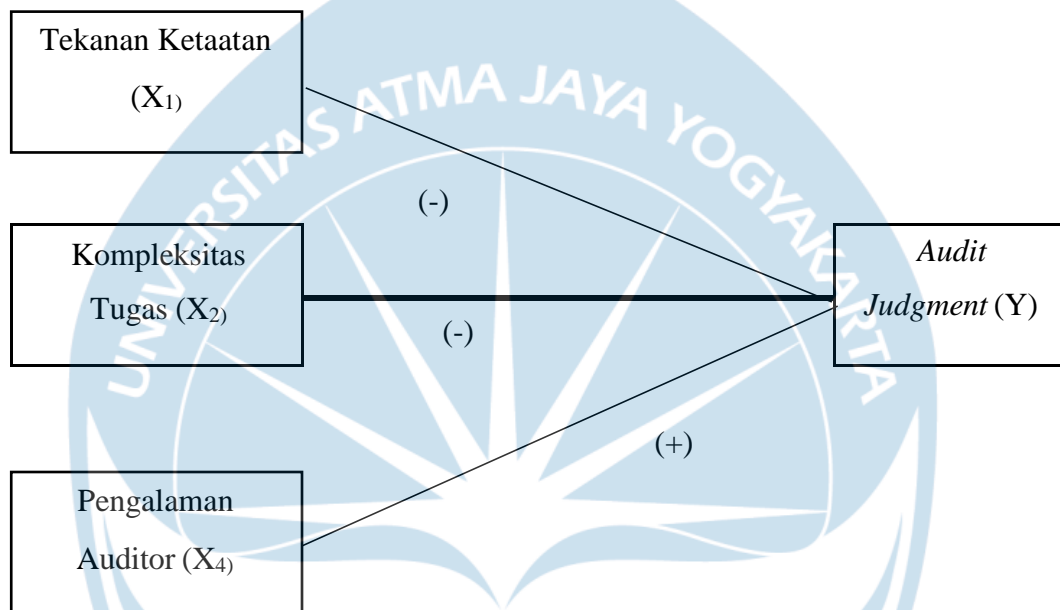 Tekanan Ketaatan
(X1)
UNIVERSITAS ATMA JAYA YOGYAKARTA
(-)
Kompleksitas
Tugas (X2)
Audit
Judgment (Y)
(-)
(+)
Pengalaman
Auditor (X4)